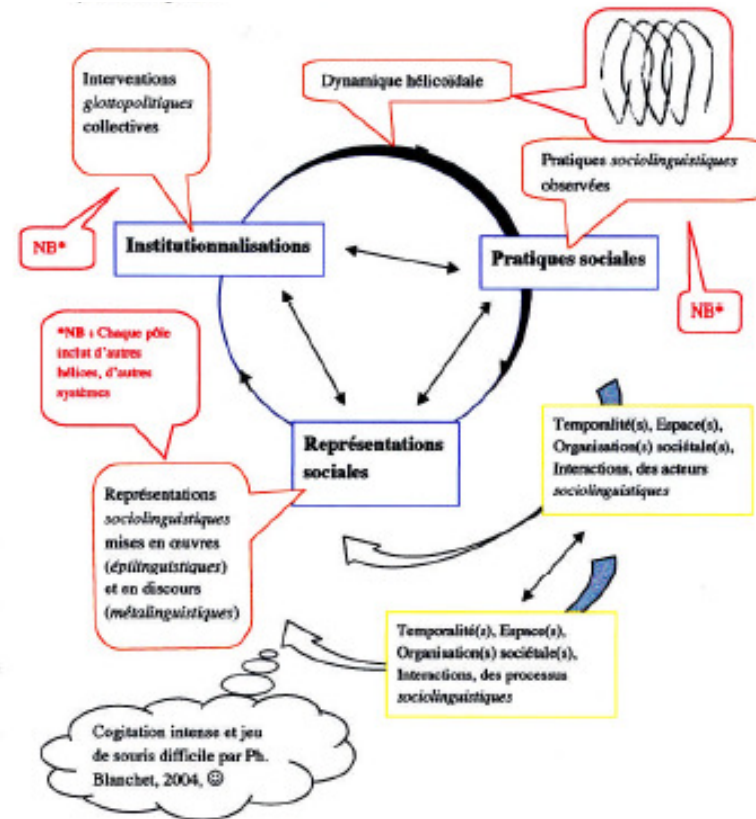 Interventions
glottopolitiques
collectives
Dynamique hélicoïdale
Pratiques sociolinguistiques
observées
NB*
Institutionnalisations
Pratiques sociales
NB*
*NB : Chaque pôle
inclut d'autres
hélices, d'autres
systèmes
Représentations
sociales
Temporalité(s), Espace(s),
Organisation(s) sociétale(s),
Interactions, des acteurs
sociolinguistiques
Représentations
sociolinguistiques
mises en œuvres
(épilinguistiques)
et en discours
(métalinguistiques)
Temporalité(s), Espace(s),
Organisation(s) sociétale(s),
Interactions, des processus
sociolinguistiques
Cogitation intense et jeu
de souris difficile par Ph.
Blanchet, 2004, ☺